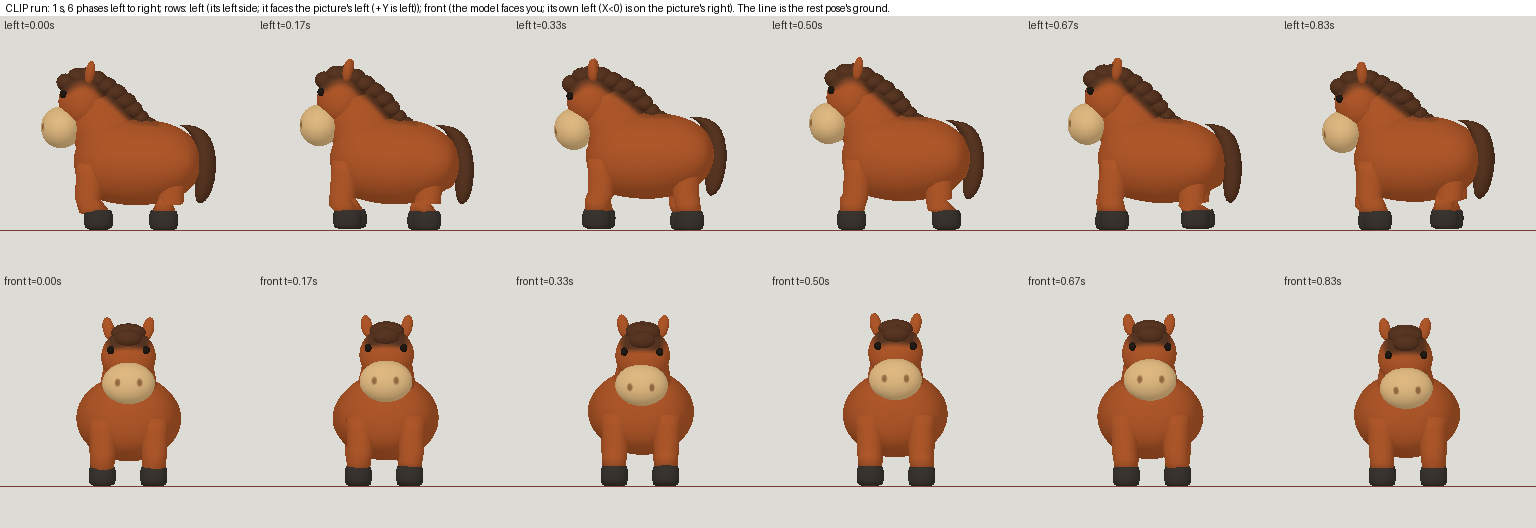 CLIP run: 1 s, 6 phases left to right; rows: left (its left side; it faces the picture's left (+Y is left)); front (the model faces you; its own left (X<0) is on the picture's right). The line is the rest pose's ground.
left t=0.00s
left t=0.17s
left t=0.33s
left t=0.50s
left t=0.67s
left t=0.83s
front t=0.00s
front t=0.17s
front t=0.33s
front t=0.50s
front t=0.67s
front t=0.83s